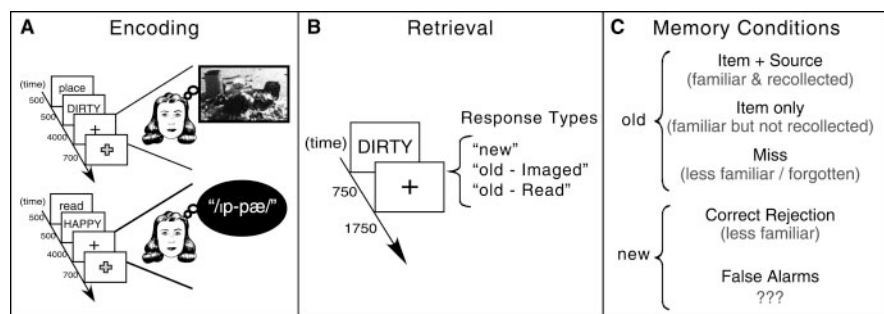 A Encoding
(time)
place
500
DIRTY
500
+
4000
700
(time)
read
500
HAPPY
500
+
4000
700
"/ıp-pæ/"
B Retrieval
(time)
DIRTY
750
+
1750
Response Types
"new"
"old - Imaged"
"old - Read"
C Memory Conditions
old
Item + Source
(familiar & recollected)
Item only
(familiar but not recollected)
Miss
(less familiar / forgotten)
new
Correct Rejection
(less familiar)
False Alarms
???